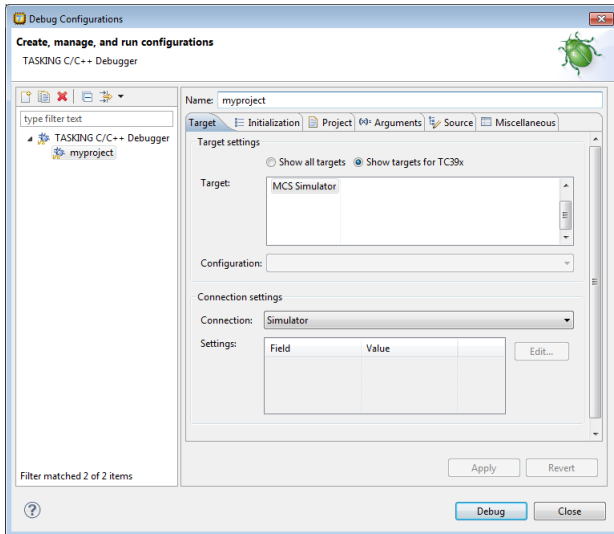 Debug Configurations
Create, manage, and run configurations
TASKING C/C++ Debugger
type filter text
TASKING C/C++ Debugger
myproject
Filter matched 2 of 2 items
Name: myproject
Target Initialization Project (x)= Arguments Source Miscellaneous
Target settings
Show all targets Show targets for TC39x
Target: MCS Simulator
Configuration:
Connection settings
Connection: Simulator
Settings: Field Value Edit...
Apply Revert
? Debug Close